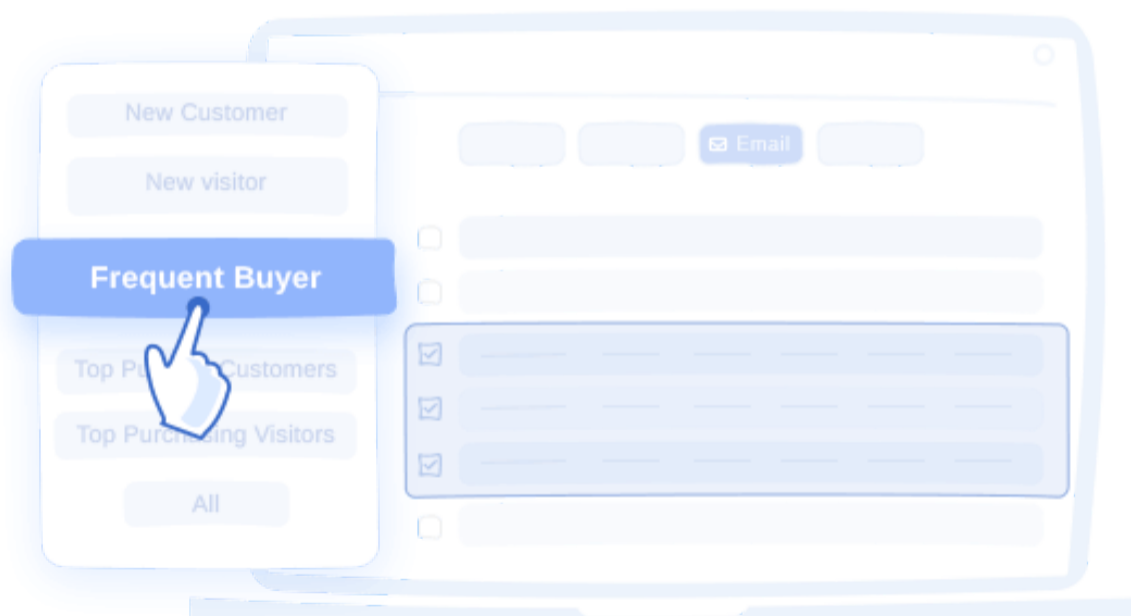 New Customer
New visitor
Email
Frequent Buyer
Top Customers
Top Purchasing Visitors
All